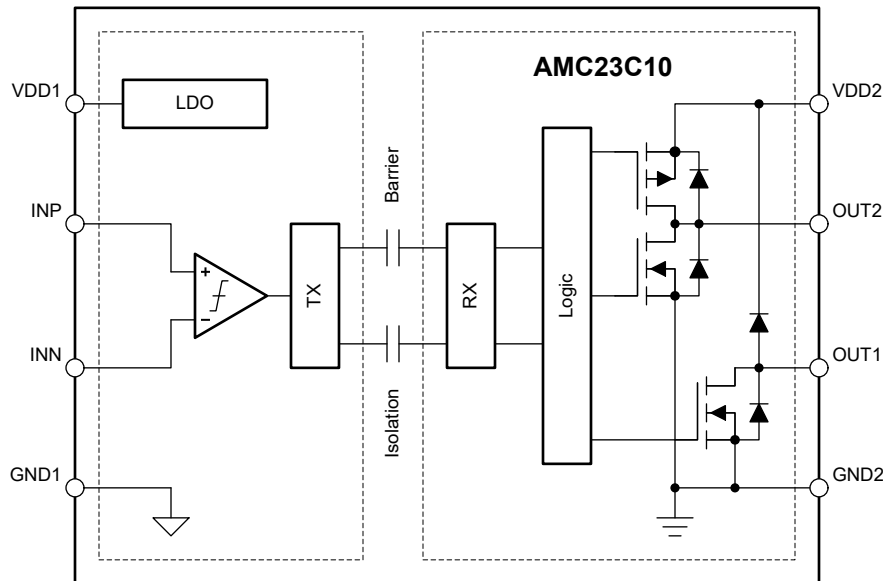 AMC23C10
VDD1
LDO
VDD2
Barrier
INP
OUT2
+
TX
RX
Logic
−
INN
OUT1
Isolation
GND1
GND2